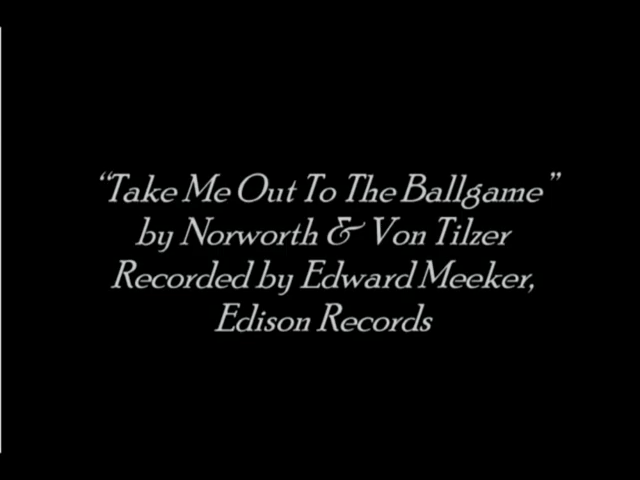 “Take Me Out To The Ballgame”
by Norworth & Von Tilzer
Recorded by Edward Meeker,
Edison Records